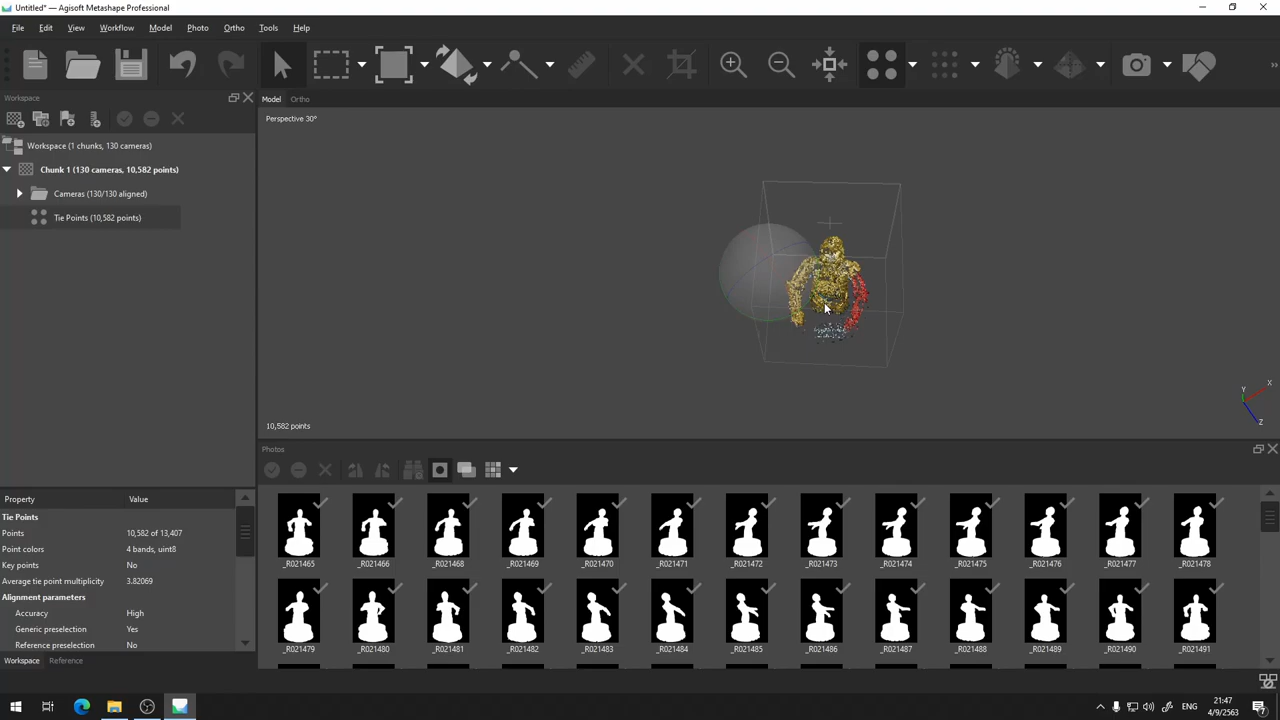 Untitled* — Agisoft Metashape Professional
File Edit View Workflow Model Photo Ortho Tools Help
Workspace
Workspace (1 chunks, 130 cameras)
Chunk 1 (130 cameras, 10,582 points)
Cameras (130/130 aligned)
Tie Points (10,582 points)
Property Value
Tie Points
Points 10,582 of 13,407
Point colors 4 bands, uint8
Key points No
Average tie point multiplicity 3.82069
Alignment parameters
Accuracy High
Generic preselection Yes
Reference preselection No
Workspace Reference
Model Ortho
Perspective 30°
Y X Z
10,582 points
Photos
_R021465 _R021466 _R021468 _R021469 _R021470 _R021471 _R021472 _R021473 _R021474 _R021475 _R021476 _R021477 _R021478
_R021479 _R021480 _R021481 _R021482 _R021483 _R021484 _R021485 _R021486 _R021487 _R021488 _R021489 _R021490 _R021491
ENG
21:47
4/9/2563
7